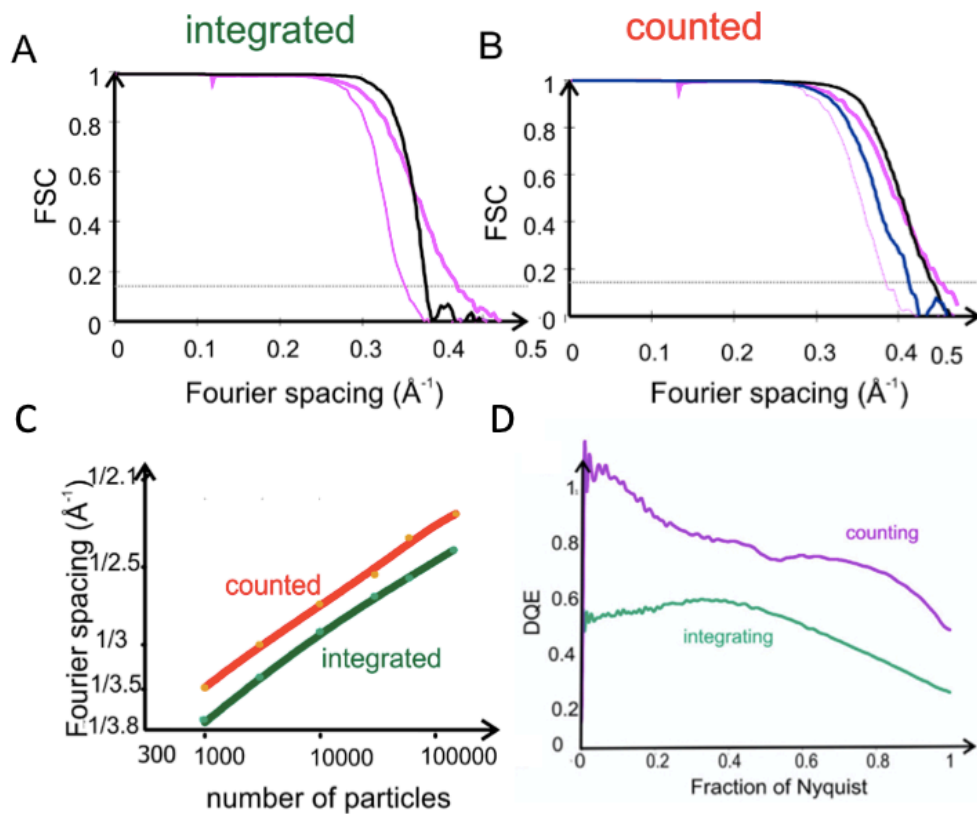 A
integrated
1
0.8
0.6
0.4
0.2
0
FSC
0 0.1 0.2 0.3 0.4 0.5
Fourier spacing (Å⁻¹)
B
counted
1
0.8
0.6
0.4
0.2
0
FSC
0 0.1 0.2 0.3 0.4 0.5
Fourier spacing (Å⁻¹)
C
1/2.1
1/2.5
1/3
1/3.5
1/3.8
Fourier spacing (Å⁻¹)
counted
integrated
300 1000 10000 100000
number of particles
D
1
0.8
0.6
0.4
0.2
0
DQE
counting
integrating
0 0.2 0.4 0.6 0.8 1
Fraction of Nyquist